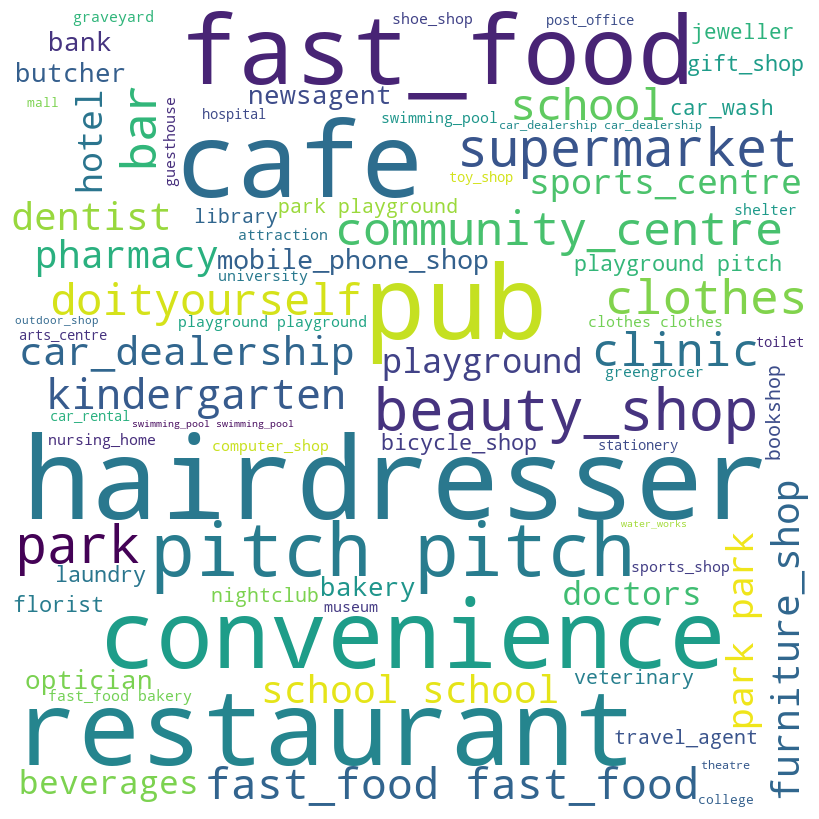 graveyard
shoe_shop
post_office
fast_food
bank
jeweller
butcher
gift_shop
newsagent
mall
hotel
bar
guesthouse
hospital
school
car_wash
swimming_pool
car_dealership car_dealership
cafe
supermarket
toy_shop
sports_centre
dentist
library
park playground
shelter
community_centre
attraction
pharmacy
mobile_phone_shop
playground pitch
university
doityourself
pub
clothes
outdoor_shop
playground playground
clothes clothes
arts_centre
car_dealership
clinic
toilet
playground
greengrocer
kindergarten
beauty_shop
bookshop
car_rental
swimming_pool swimming_pool
nursing_home
computer_shop
bicycle_shop
stationery
hairdresser
furniture_shop
park
pitch pitch
water_works
park park
laundry
sports_shop
florist
nightclub
bakery
museum
doctors
convenience
optician
school school
veterinary
fast_food bakery
restaurant
travel_agent
beverages
fast_food fast_food
theatre
college